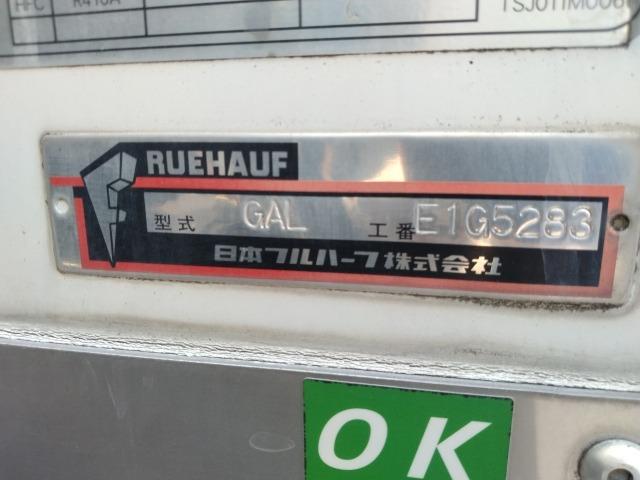 HFC R410A TSJ011M006
RUEHAUF
型式 GAL 工番 E1G5283
日本フルハーフ株式会社
OK